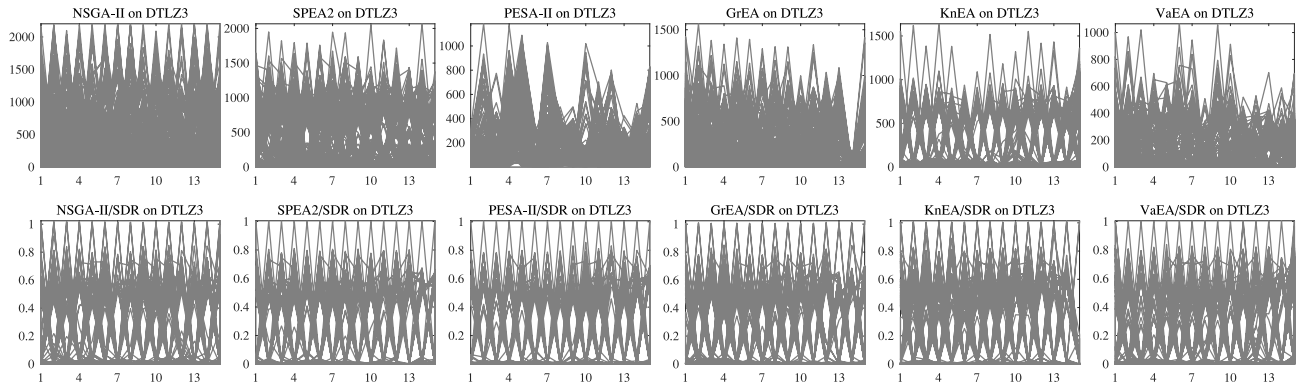 NSGA-II on DTLZ3 SPEA2 on DTLZ3 PESA-II on DTLZ3 GrEA on DTLZ3 KnEA on DTLZ3 VaEA on DTLZ3
2000 2000 1000 1500 1500 1000
1500 1500 800 1000 1000 800
1000 1000 600 500 500 600
500 500 400 0 0 400
0 0 200 200
0
1 4 7 10 13 1 4 7 10 13 1 4 7 10 13 1 4 7 10 13 1 4 7 10 13 1 4 7 10 13
NSGA-II/SDR on DTLZ3 SPEA2/SDR on DTLZ3 PESA-II/SDR on DTLZ3 GrEA/SDR on DTLZ3 KnEA/SDR on DTLZ3 VaEA/SDR on DTLZ3
1 1 1 1 1 1
0.8 0.8 0.8 0.8 0.8 0.8
0.6 0.6 0.6 0.6 0.6 0.6
0.4 0.4 0.4 0.4 0.4 0.4
0.2 0.2 0.2 0.2 0.2 0.2
0 0 0 0 0 0
1 4 7 10 13 1 4 7 10 13 1 4 7 10 13 1 4 7 10 13 1 4 7 10 13 1 4 7 10 13